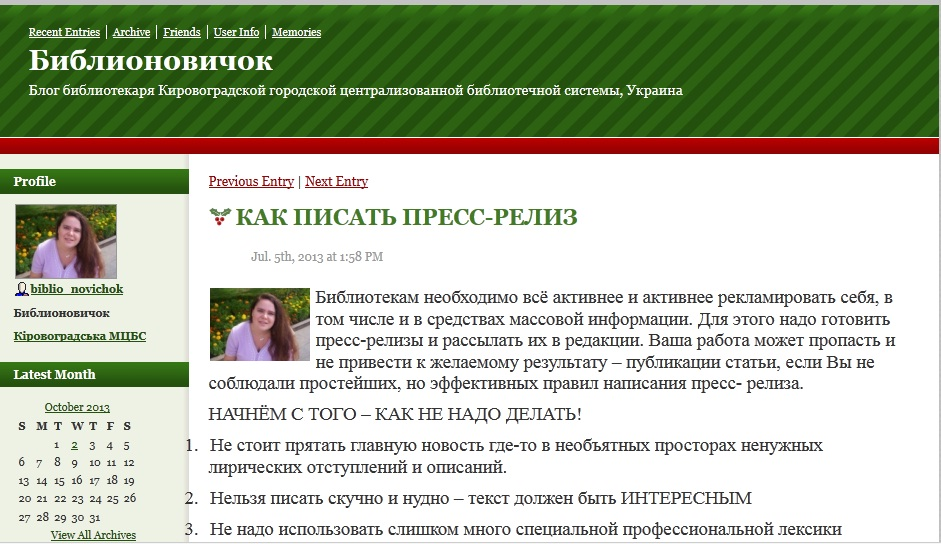 Recent Entries | Archive | Friends | User Info | Memories
Библионовичок
Блог библиотекаря Кировоградской городской централизованной библиотечной системы, Украина
Profile
biblio_novichok
Библионовичок
Кіровоградська МЦБС
Latest Month
October 2013
S M T W T F S
1 2 3 4 5
6 7 8 9 10 11 12
13 14 15 16 17 18 19
20 21 22 23 24 25 26
27 28 29 30 31
View All Archives
Previous Entry | Next Entry
КАК ПИСАТЬ ПРЕСС-РЕЛИЗ
Jul. 5th, 2013 at 1:58 PM
Библиотекам необходимо всё активнее и активнее рекламировать себя, в
том числе и в средствах массовой информации. Для этого надо готовить
пресс-релизы и рассылать их в редакции. Ваша работа может пропасть и
не привести к желаемому результату – публикации статьи, если Вы не
соблюдали простейших, но эффективных правил написания пресс- релиза.
НАЧНЁМ С ТОГО – КАК НЕ НАДО ДЕЛАТЬ!
1. Не стоит прятать главную новость где-то в необъятных просторах ненужных
лирических отступлений и описаний.
2. Нельзя писать скучно и нудно – текст должен быть ИНТЕРЕСНЫМ
3. Не надо использовать слишком много специальной профессиональной лексики